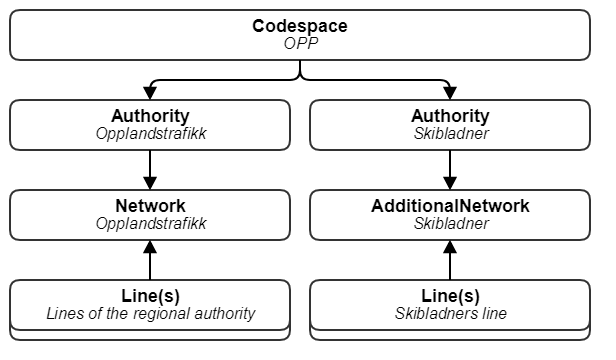 Codespace
OPP
Authority
Opplandstrafikk
Authority
Skibladner
Network
Opplandstrafikk
AdditionalNetwork
Skibladner
Line(s)
Lines of the regional authority
Line(s)
Skibladners line